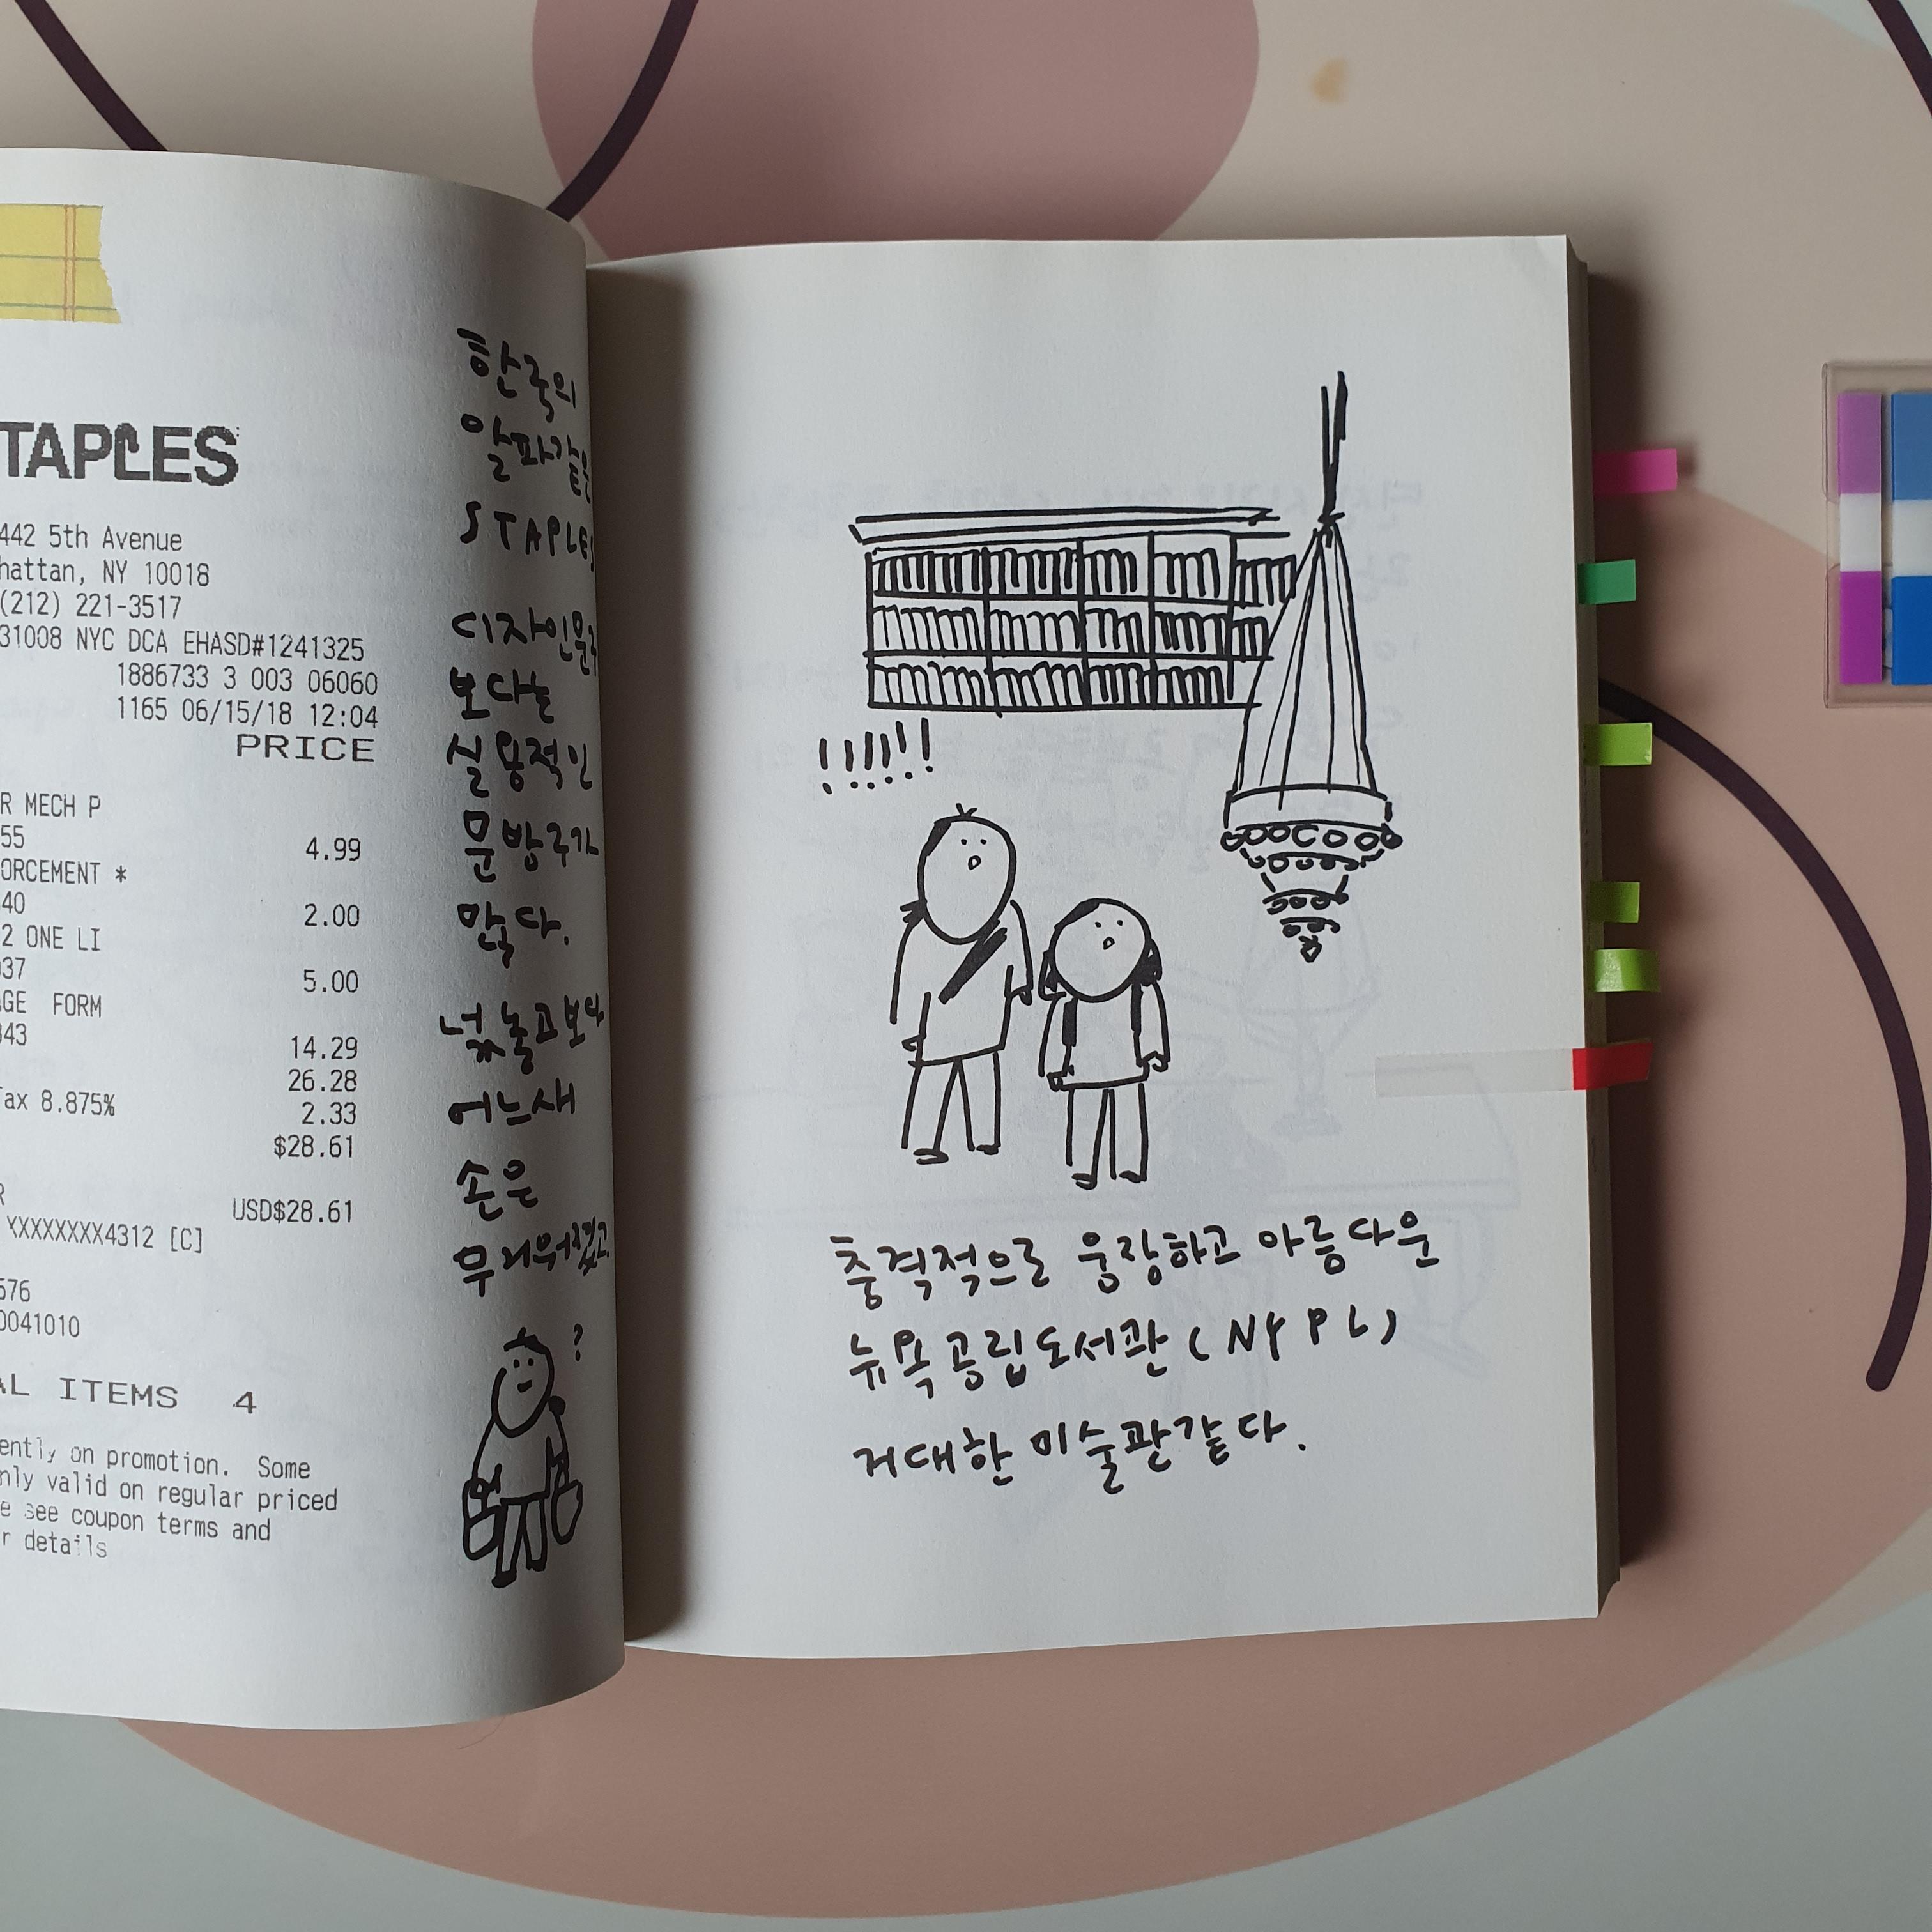 TAPLES
442 5th Avenue
hattan, NY 10018
(212) 221-3517
31008 NYC DCA EHASD#1241325
1886733 3 003 06060
1165 06/15/18 12:04
PRICE
R MECH P
55
4.99
ORCEMENT *
40
2.00
2 ONE LI
037
5.00
GE FORM
343
14.29
26.28
Tax 8.875%
2.33
$28.61
R
USD$28.61
XXXXXXXX4312 [C]
576
0041010
AL ITEMS 4
ently on promotion. Some
nly valid on regular priced
e see coupon terms and
r details
한국의
알파같은
STAPLES
디자인문구
보다는
실용적인
문방구가
많다.
넋놓고보다
어느새
손은
무거워졌고
?
!!!!!!
충격적으로 웅장하고 아름다운
뉴욕공립도서관(NYPL)
거대한 미술관같다.